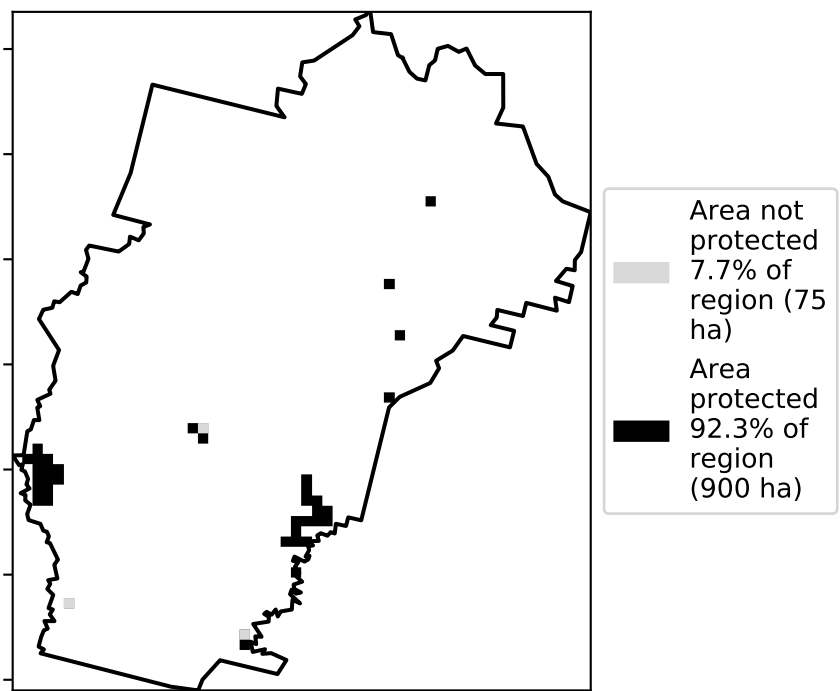 Area not
protected
7.7% of
region (75
ha)
Area
protected
92.3% of
region
(900 ha)